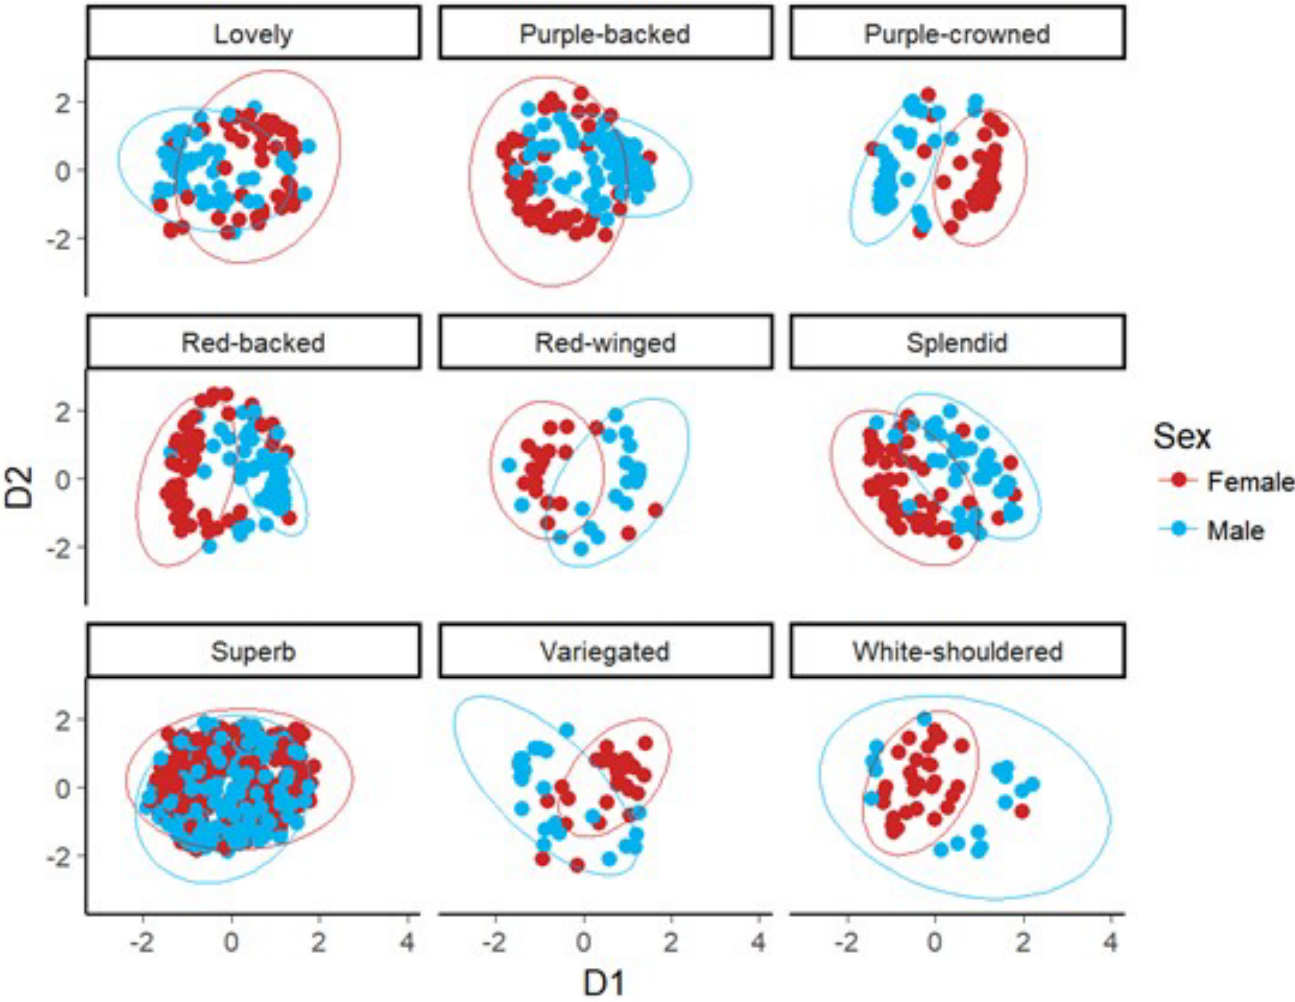 Lovely
Purple-backed
Purple-crowned
2
0
-2
Red-backed
Red-winged
Splendid
2
0
-2
D2
Sex
Female
Male
Superb
Variegated
White-shouldered
2
0
-2
-2 0 2 4
-2 0 2 4
-2 0 2 4
D1